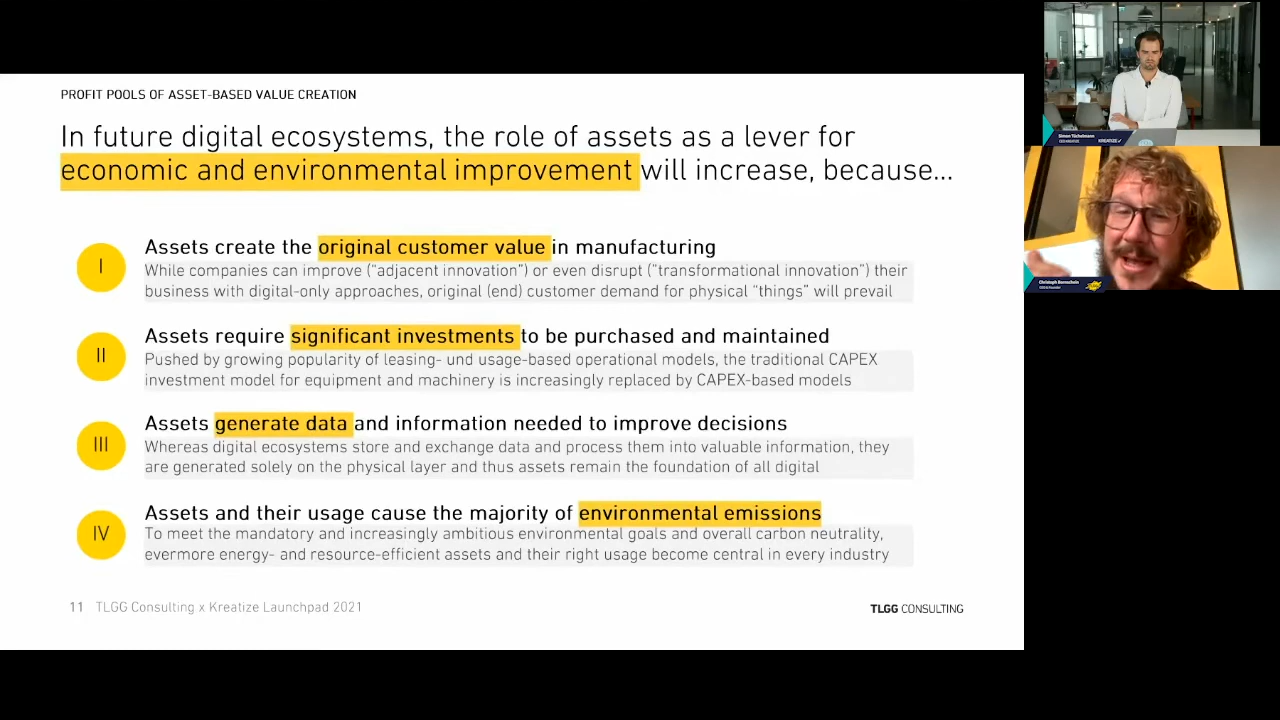 PROFIT POOLS OF ASSET-BASED VALUE CREATION
In future digital ecosystems, the role of assets as a lever for
economic and environmental improvement will increase, because...
I
Assets create the original customer value in manufacturing
While companies can improve (“adjacent innovation”) or even disrupt (“transformational innovation”) their
business with digital-only advantages, original (end) customer demand for physical “things” will prevail
II
Assets require significant investments to be purchased and maintained
Pushed by growing popularity of leasing- und usage-based operational models, the traditional CAPEX
investment model for equipment and machinery is increasingly replaced by CAPEX-based models
III
Assets generate data and information needed to improve decisions
Whereas digital ecosystems store and exchange data and process them into valuable information, they
are generated solely on the physical layer and thus assets remain the foundation of all digital
IV
Assets and their usage cause the majority of environmental emissions
To meet the mandatory and increasingly ambitious environmental goals and overall carbon neutrality,
evermore energy- and resource-efficient assets and their right usage become central in every industry
11 TLGG Consulting x Kreatize Launchpad 2021
TLGG CONSULTING
Simon Tüchelmann
CEO KREATIZE
KREATIZE
Christoph Bornschein